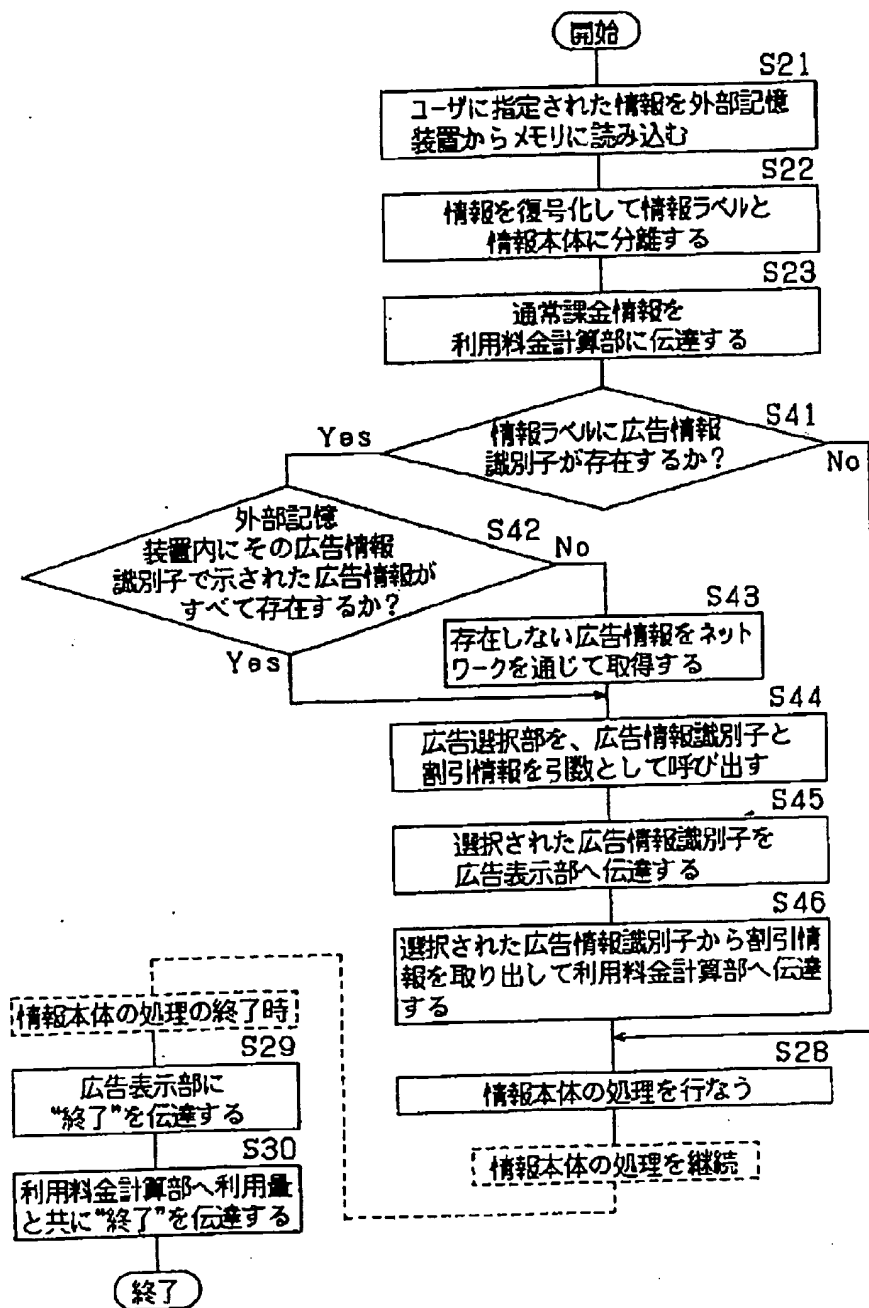 開始
S21
ユーザに指定された情報を外部記憶
装置からメモリに読み込む
S22
情報を復号化して情報ラベルと
情報本体に分離する
S23
通常課金情報を
利用料金計算部に伝達する
S41
情報ラベルに広告情報
識別子が存在するか?
Yes
No
S42
外部記憶
装置内にその広告情報
識別子で示された広告情報が
すべて存在するか?
No
Yes
S43
存在しない広告情報をネット
ワークを通じて取得する
S44
広告選択部を、広告情報識別子と
割引情報を引数として呼び出す
S45
選択された広告情報識別子を
広告表示部へ伝達する
S46
選択された広告情報識別子から割引情
報を取り出して利用料金計算部へ伝達
する
S28
情報本体の処理を行なう
情報本体の処理を継続
情報本体の処理の終了時
S29
広告表示部に
“終了”を伝達する
S30
利用料金計算部へ利用量
と共に“終了”を伝達する
終了